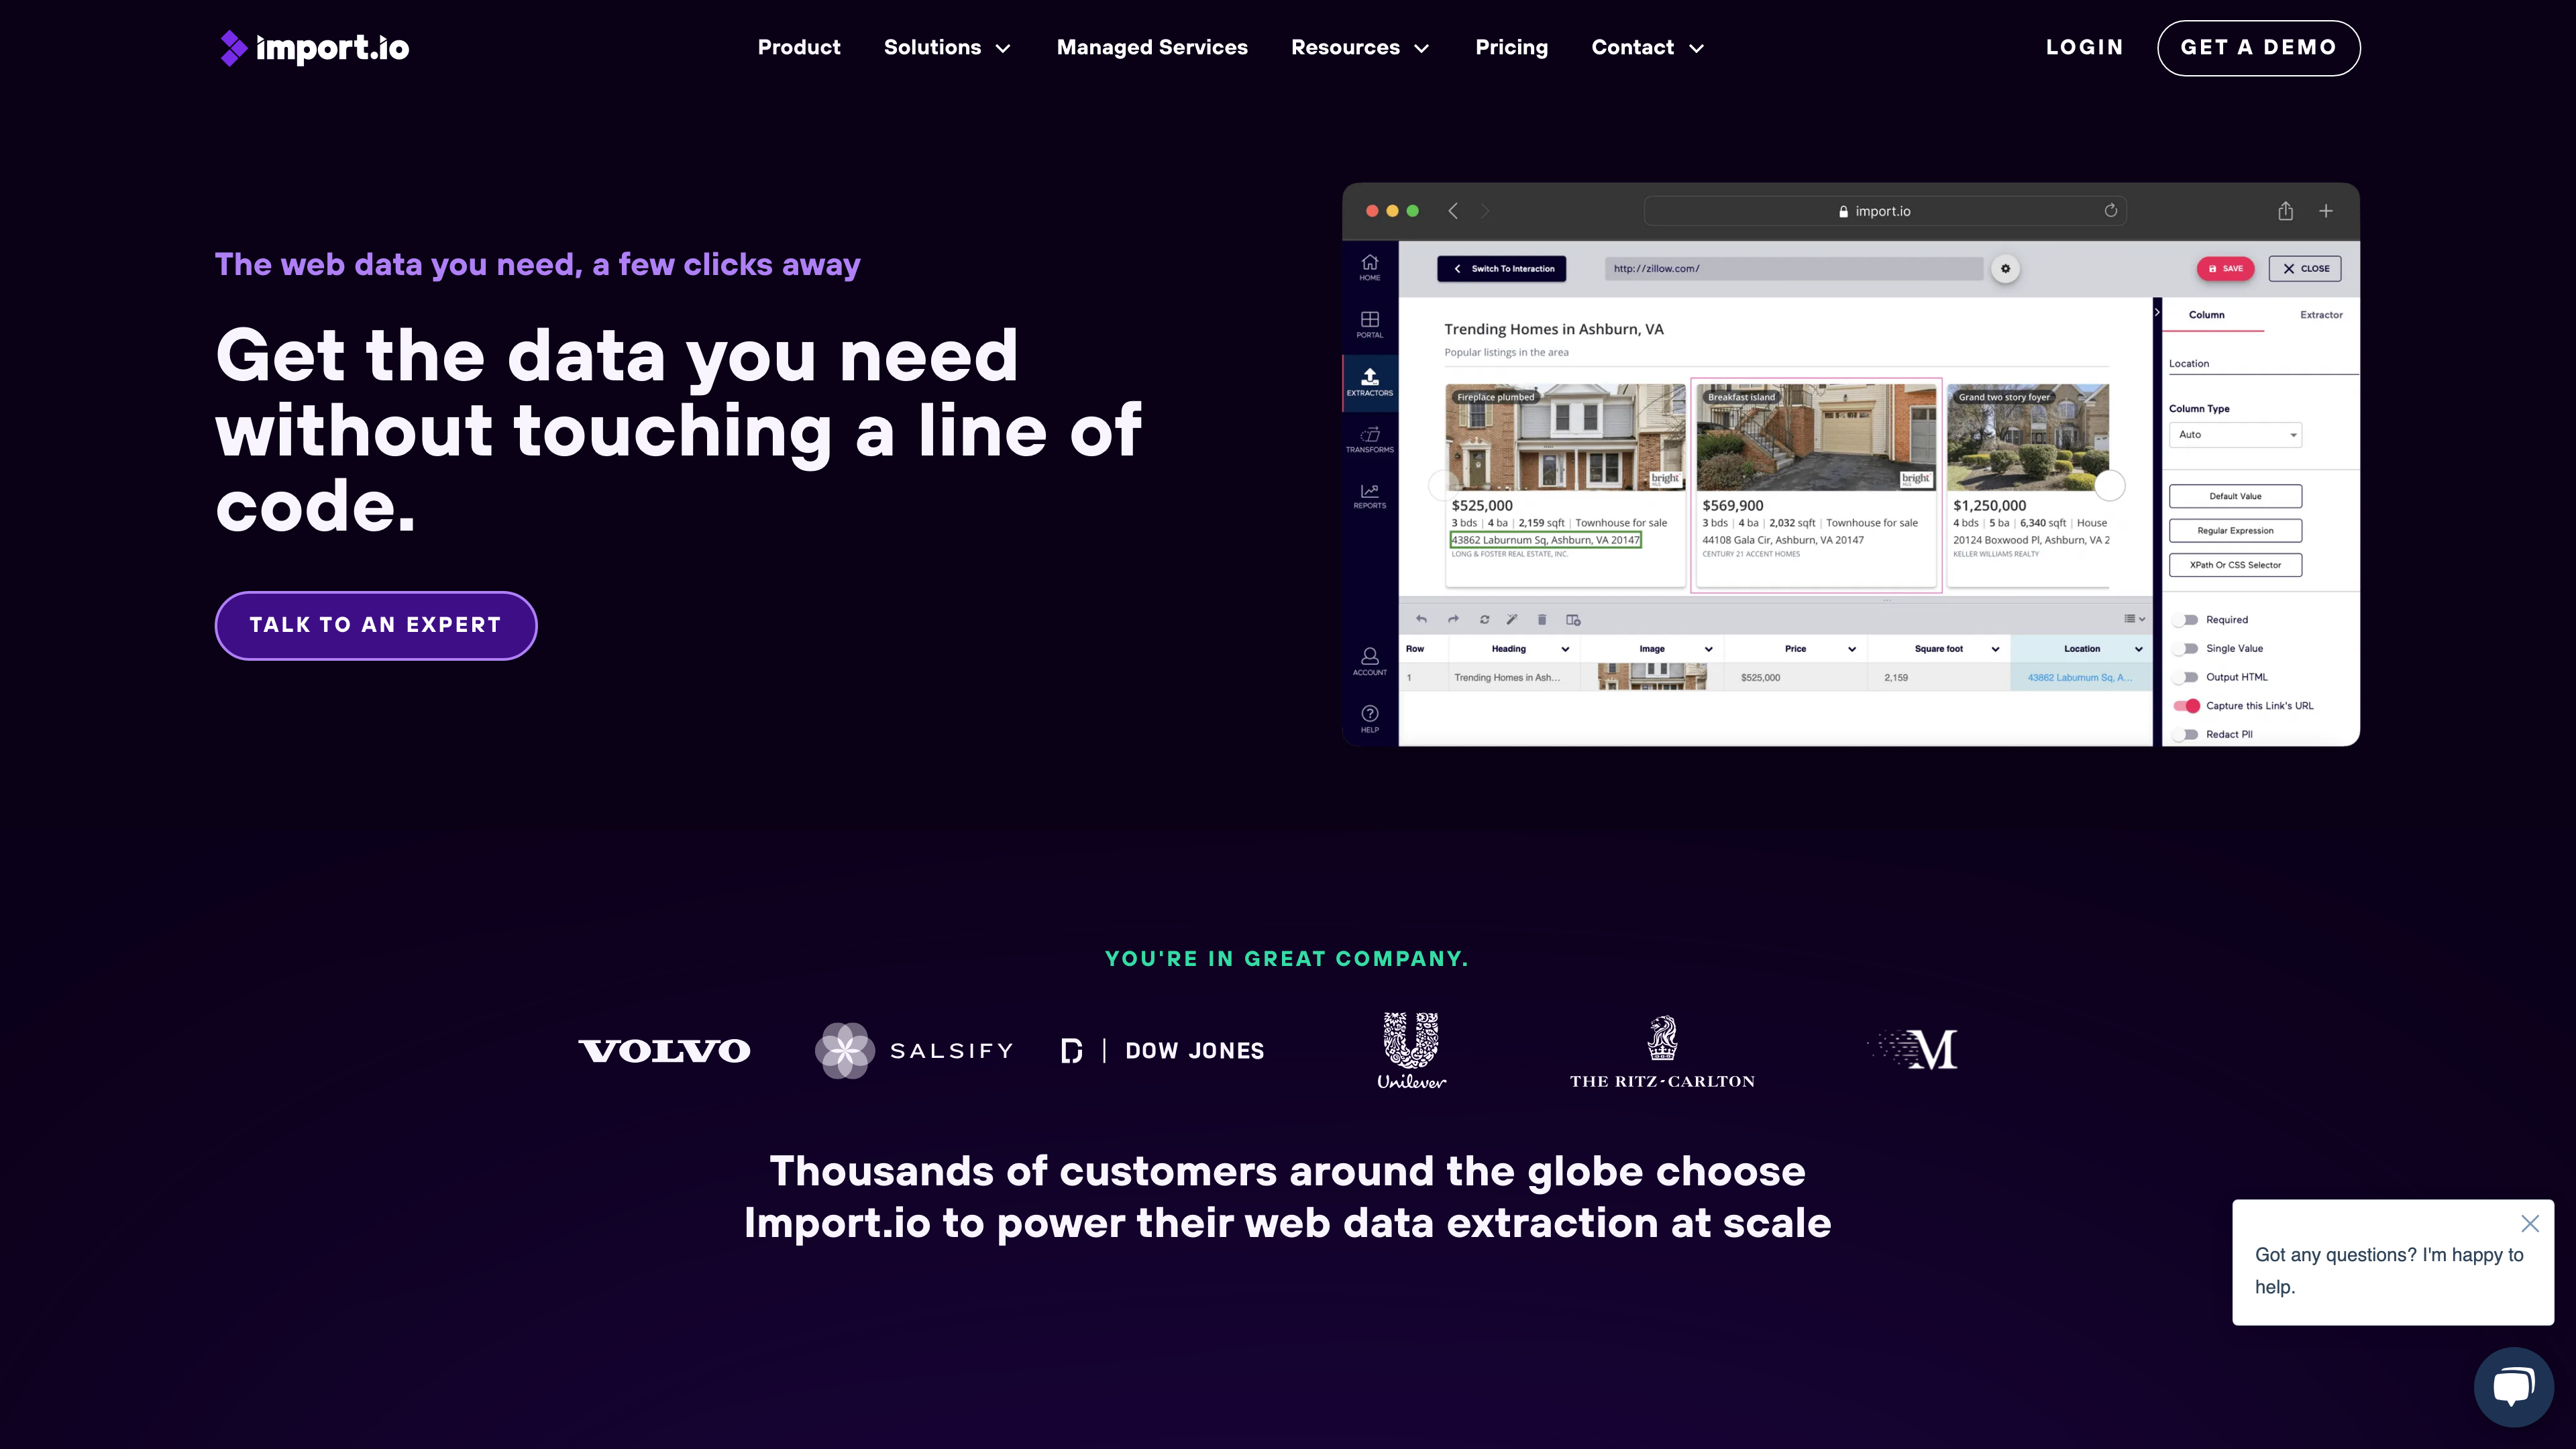 import.io
Product
Solutions
Managed Services
Resources
Pricing
Contact
LOGIN
GET A DEMO
The web data you need, a few clicks away
Get the data you need
without touching a line of
code.
TALK TO AN EXPERT
import.io
HOME
PORTAL
EXTRACTORS
TRANSFORMS
REPORTS
ACCOUNT
HELP
Switch To Interaction
http://zillow.com/
SAVE
CLOSE
Trending Homes in Ashburn, VA
Popular listings in the area
Fireplace plumbed
bright
$525,000
3 bds | 4 ba | 2,159 sqft | Townhouse for sale
43862 Laburnum Sq, Ashburn, VA 20147
LONG & FOSTER REAL ESTATE, INC.
Breakfast island
bright
$569,900
3 bds | 4 ba | 2,032 sqft | Townhouse for sale
44108 Gala Cir, Ashburn, VA 20147
CENTURY 21 ACCENT HOMES
Grand two story foyer
$1,250,000
4 bds | 5 ba | 6,340 sqft | House
20124 Boxwood Pl, Ashburn, VA 2
KELLER WILLIAMS REALTY
Row Heading Image Price Square foot Location
1 Trending Homes in Ash... $525,000 2,159 43862 Laburnum Sq, A...
Column
Extractor
Location
Column Type
Auto
Default Value
Regular Expression
XPath Or CSS Selector
Required
Single Value
Output HTML
Capture this Link's URL
Redact PII
YOU'RE IN GREAT COMPANY.
VOLVO
SALSIFY
D | DOW JONES
Unilever
THE RITZ-CARLTON
M
Thousands of customers around the globe choose
Import.io to power their web data extraction at scale
Got any questions? I'm happy to
help.